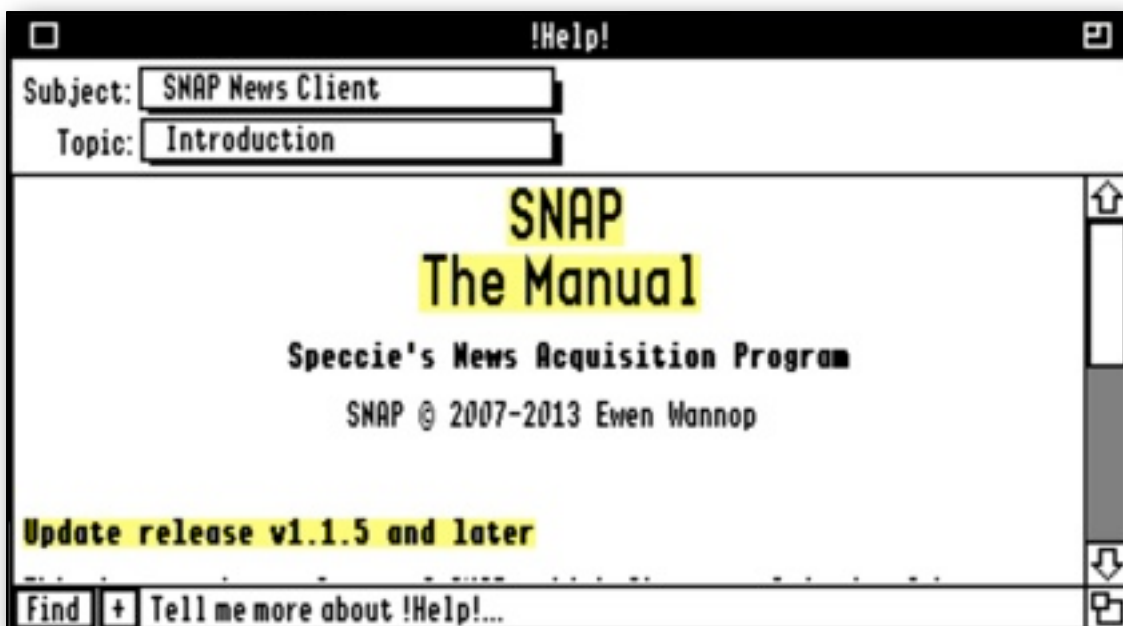 !Help!
Subject: SNAP News Client
Topic: Introduction
SNAP
The Manual
Speccie's News Acquisition Program
SNAP © 2007-2013 Ewen Wannop
Update release v1.1.5 and later
Find + Tell me more about !Help!...